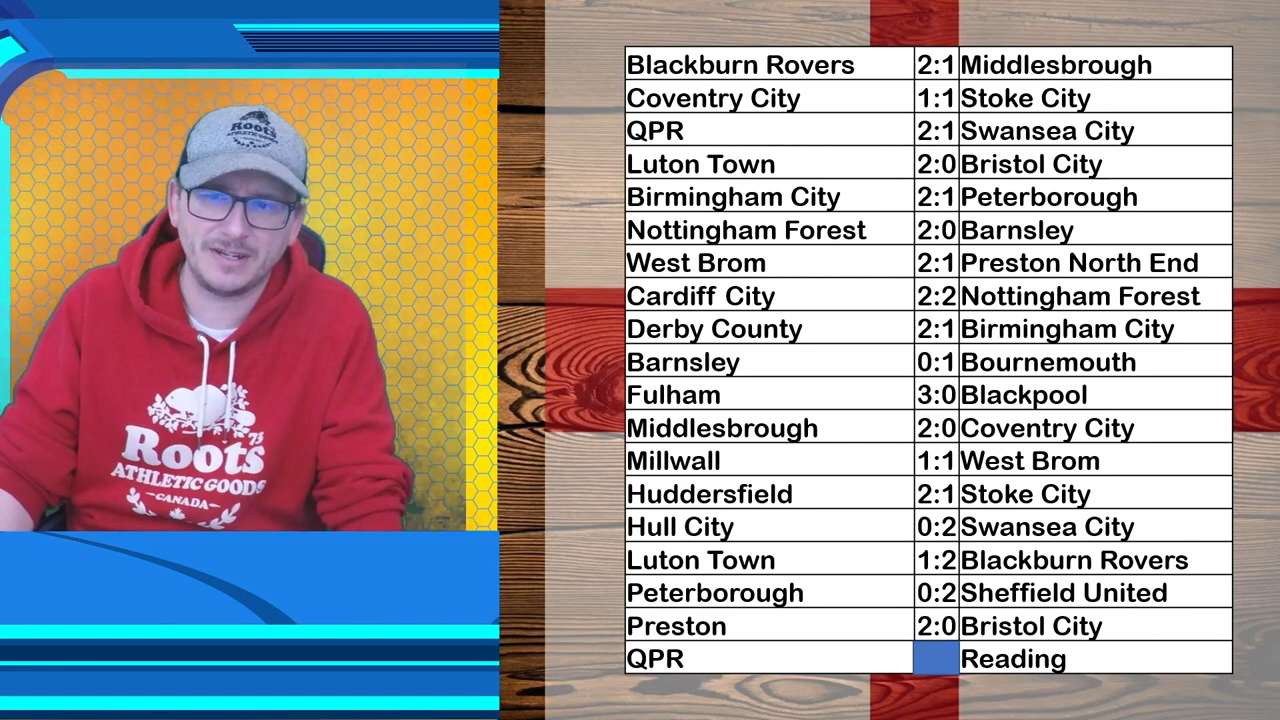 Roots
ATHLETIC GOODS
Roots
73
ATHLETIC GOODS
CANADA
Blackburn Rovers 2:1 Middlesbrough
Coventry City 1:1 Stoke City
QPR 2:1 Swansea City
Luton Town 2:0 Bristol City
Birmingham City 2:1 Peterborough
Nottingham Forest 2:0 Barnsley
West Brom 2:1 Preston North End
Cardiff City 2:2 Nottingham Forest
Derby County 2:1 Birmingham City
Barnsley 0:1 Bournemouth
Fulham 3:0 Blackpool
Middlesbrough 2:0 Coventry City
Millwall 1:1 West Brom
Huddersfield 2:1 Stoke City
Hull City 0:2 Swansea City
Luton Town 1:2 Blackburn Rovers
Peterborough 0:2 Sheffield United
Preston 2:0 Bristol City
QPR Reading